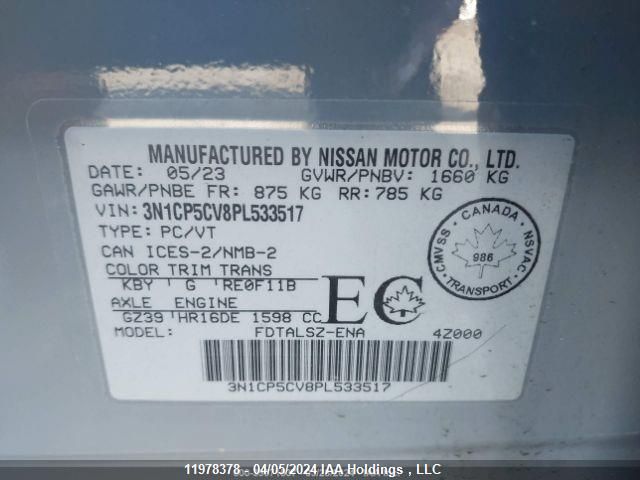 MANUFACTURED BY NISSAN MOTOR CO., LTD.
DATE: 05/23 GVWR/PNBV: 1660 KG
GAWR/PNBE FR: 875 KG RR: 785 KG
VIN: 3N1CP5CV8PL533517
TYPE: PC/VT
CAN ICES-2/NMB-2
COLOR TRIM TRANS
KBY G RE0F11B
AXLE ENGINE
GZ39 HR16DE 1598 CC
EC
MODEL: FDTALSZ-ENA 4Z000
3N1CP5CV8PL533517
CANADA
CMVSS NSVAC
986
TRANSPORT
11978378 - 04/05/2024 IAA Holdings , LLC